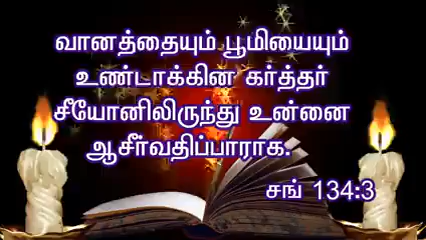 வானத்தையும் பூமியையும்
உண்டாக்கின கர்த்தர்
சீயோனிலிருந்து உன்னை
ஆசீர்வதிப்பாராக.
சங் 134:3